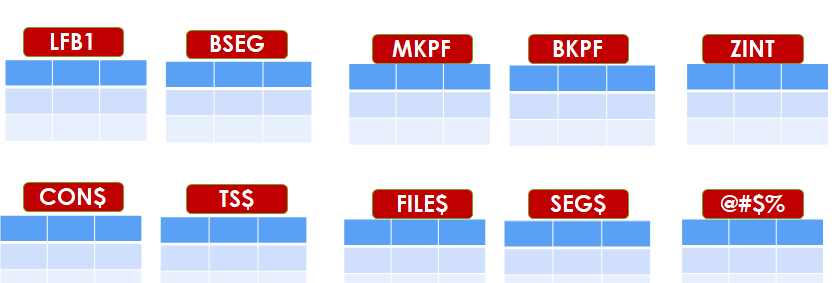 LFB1 BSEG MKPF BKPF ZINT
CON$ TS$ FILE$ SEG$ @#$%